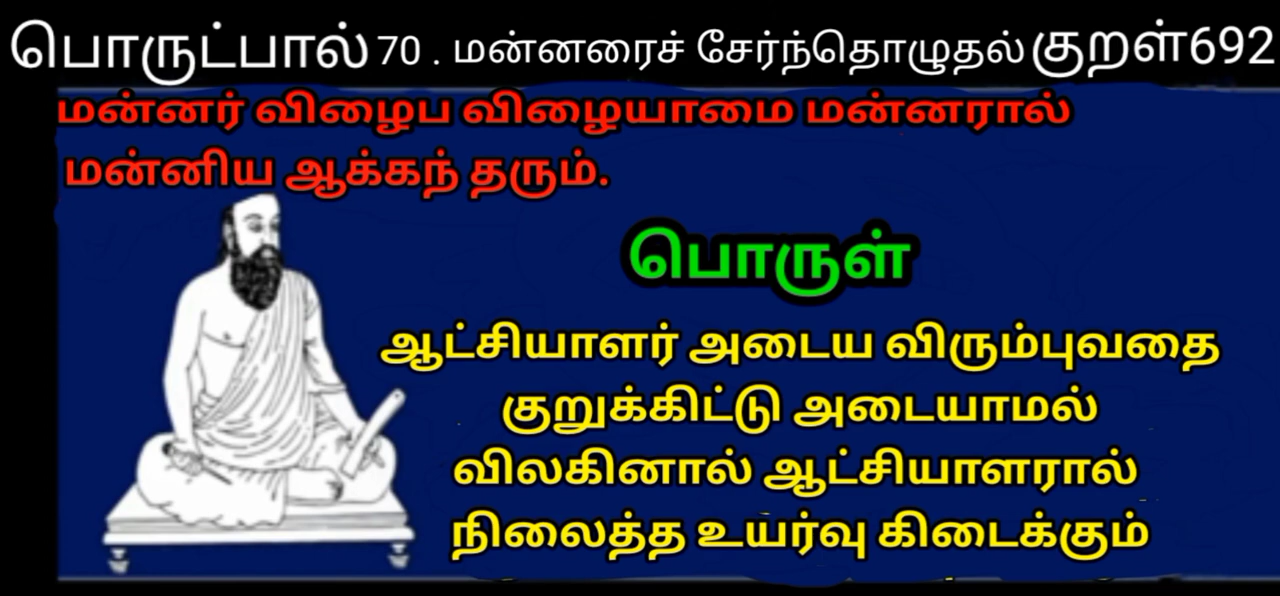 பொருட்பால் 70 . மன்னரைச் சேர்ந்தொழுதல் குறள்692
மன்னர் விழைப விழையாமை மன்னரால்
மன்னிய ஆக்கந் தரும்.
பொருள்
ஆட்சியாளர் அடைய விரும்புவதை
குறுக்கிட்டு அடையாமல்
விலகினால் ஆட்சியாளரால்
நிலைத்த உயர்வு கிடைக்கும்